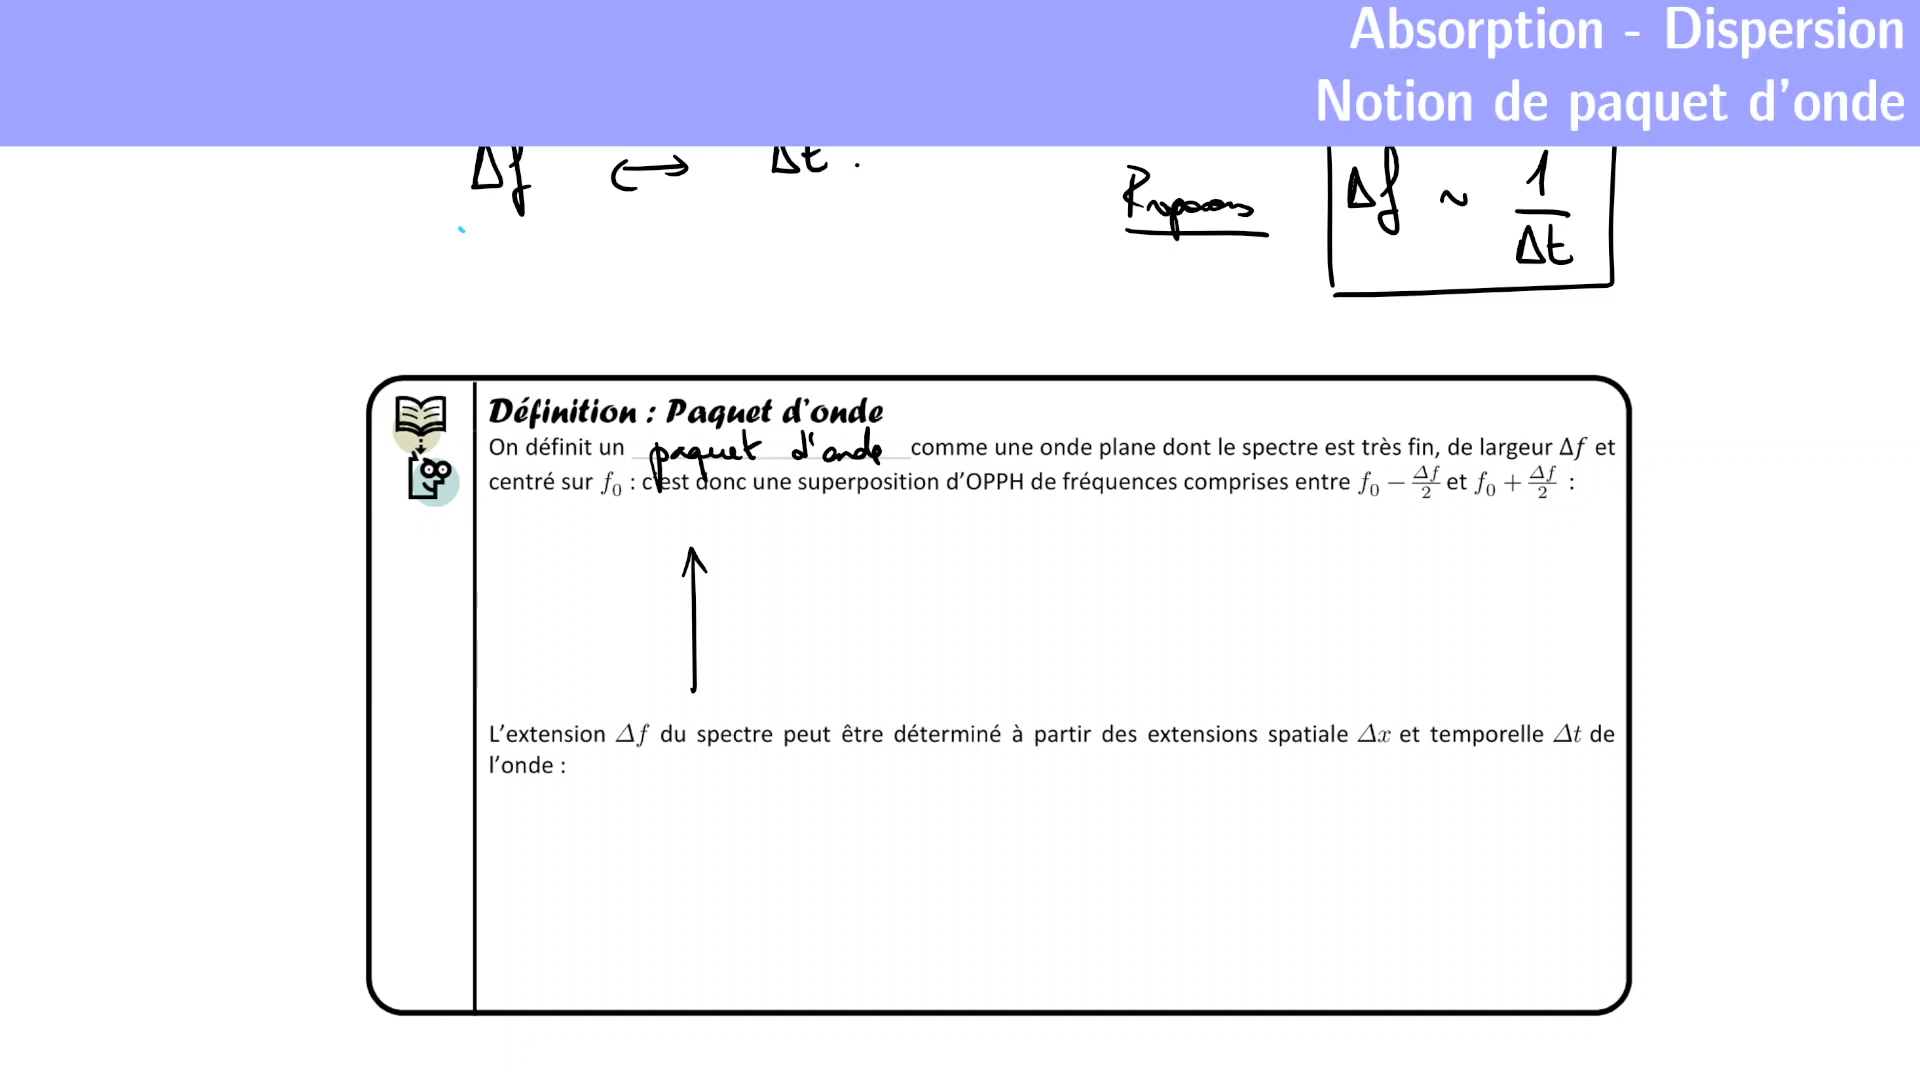 Absorption - Dispersion
Notion de paquet d'onde
Δf ↔ Δt .
Δf ~ 1/Δt
Définition : Paquet d'onde
On définit un paquet d'onde comme une onde plane dont le spectre est très fin, de largeur Δf et
centré sur f₀ : c'est donc une superposition d'OPPH de fréquences comprises entre f₀ − Δf/2 et f₀ + Δf/2 :
L'extension Δf du spectre peut être déterminé à partir des extensions spatiale Δx et temporelle Δt de
l'onde :